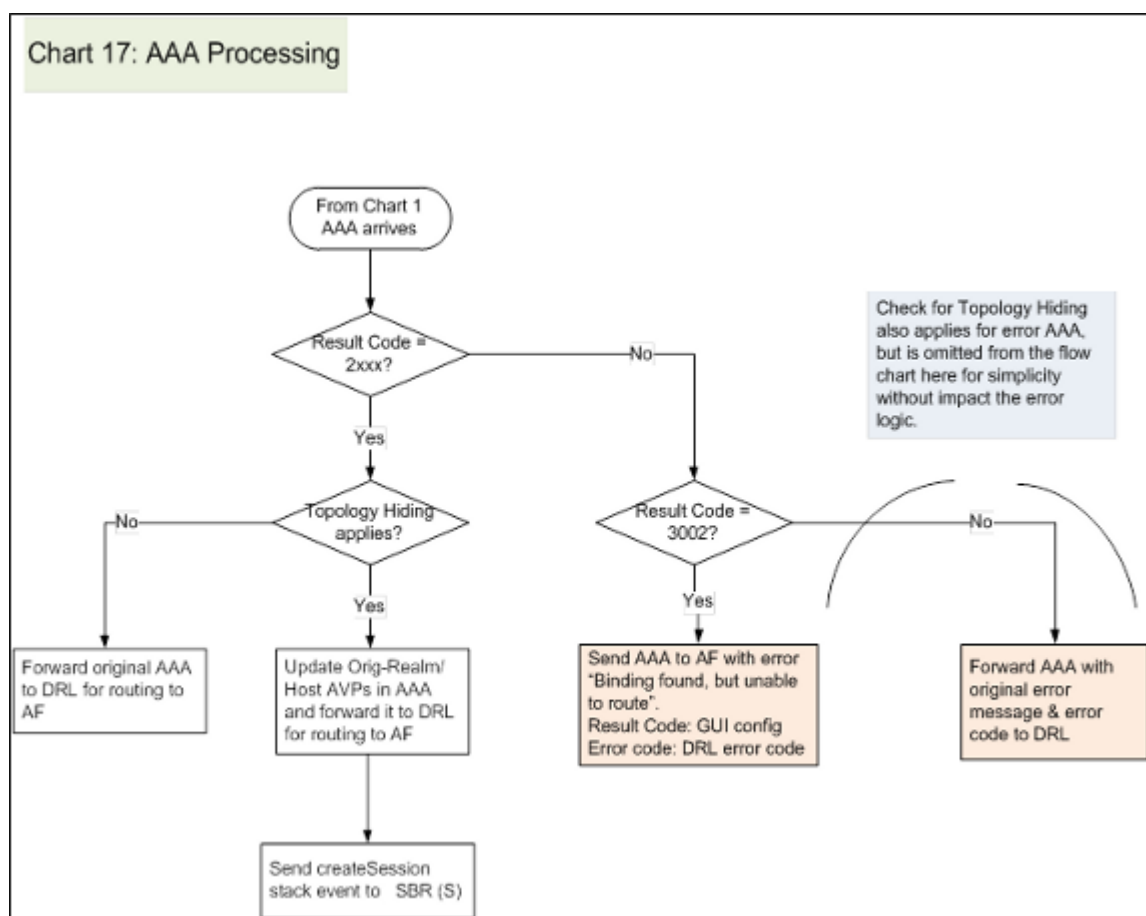 Chart 17: AAA Processing
From Chart 1
AAA arrives
Result Code =
2xxx?
No
Check for Topology Hiding
also applies for error AAA,
but is omitted from the flow
chart here for simplicity
without impact the error
logic.
Yes
Topology Hiding
applies?
No
Result Code =
3002?
No
Yes
Yes
Forward original AAA
to DRL for routing to
AF
Update Orig-Realm/
Host AVPs in AAA
and forward it to DRL
for routing to AF
Send AAA to AF with error
“Binding found, but unable
to route”.
Result Code: GUI config
Error code: DRL error code
Forward AAA with
original error
message & error
code to DRL
Send createSession
stack event to SBR (S)